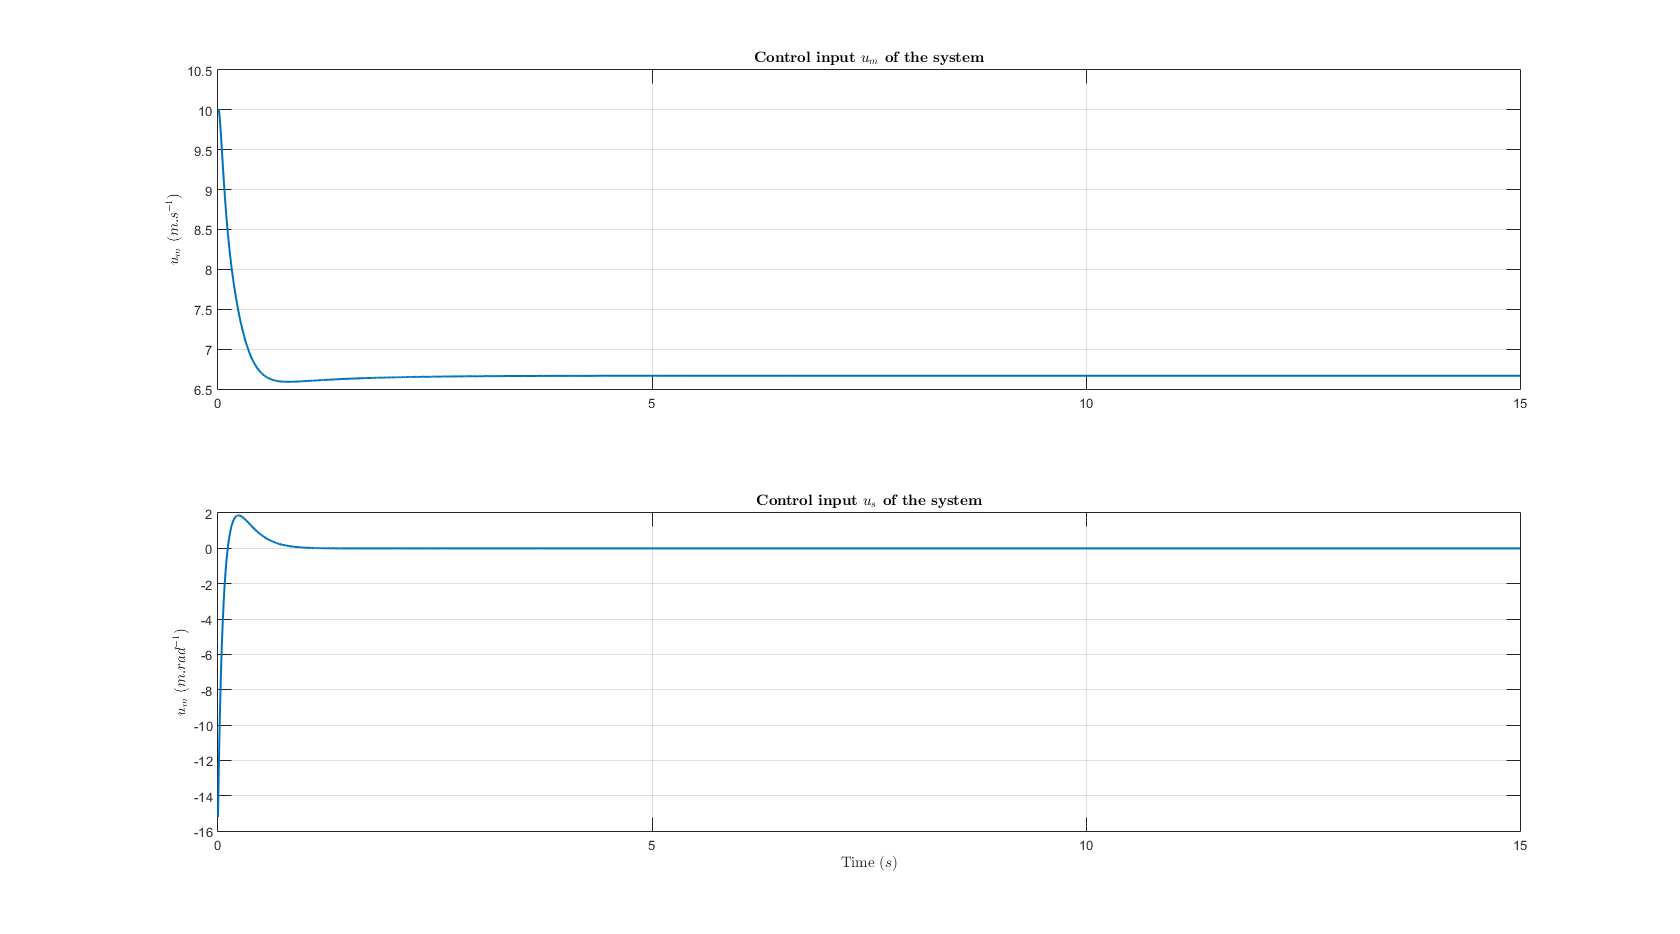 Control input u_m of the system
10.5
10
9.5
9
8.5
8
7.5
7
6.5
u_m (m.s^{-1})
0 5 10 15
Control input u_s of the system
2
0
-2
-4
-6
-8
-10
-12
-14
-16
u_m (m.rad^{-1})
0 5 10 15
Time (s)